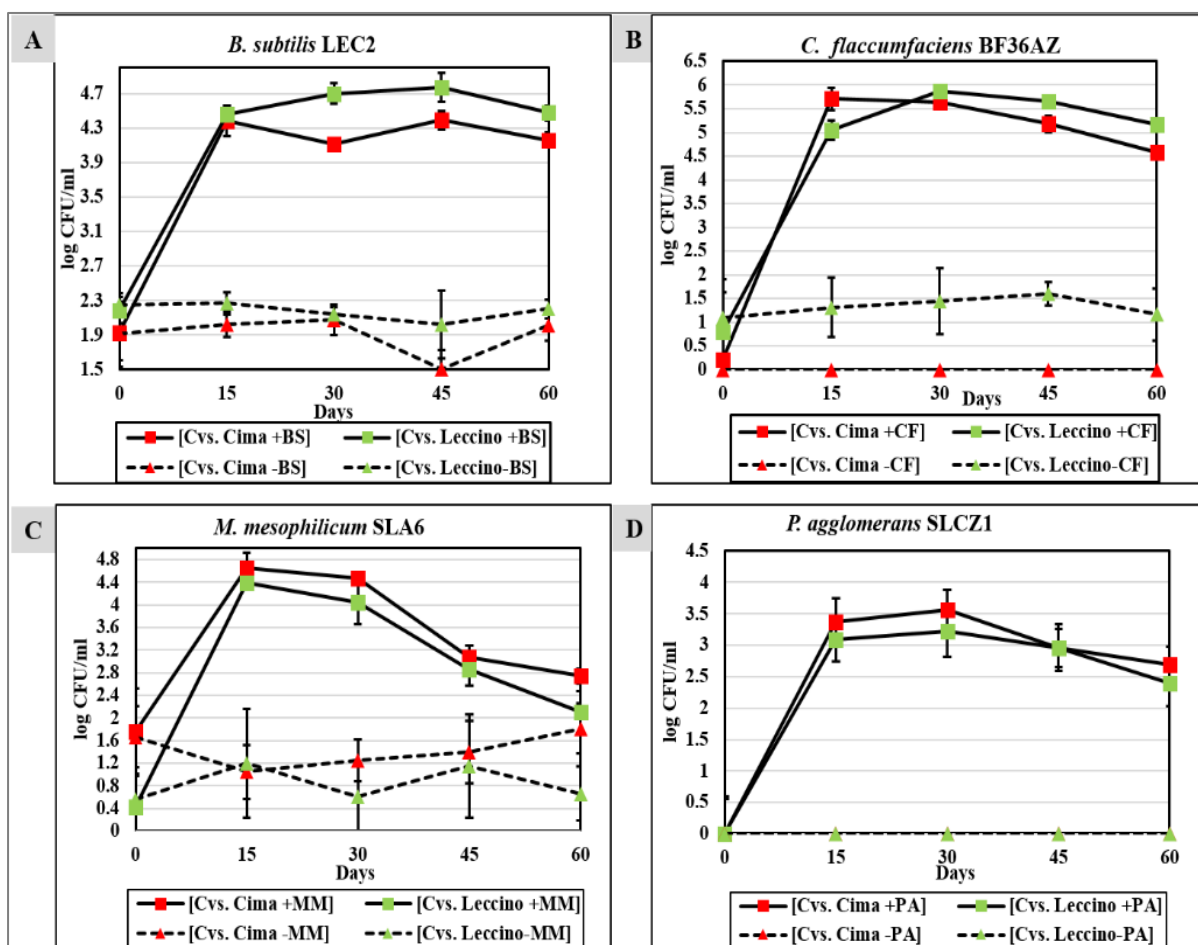 A
B. subtilis LEC2
log CFU/ml
4.7
4.3
3.9
3.5
3.1
2.7
2.3
1.9
1.5
0 15 30 45 60
Days
[Cvs. Cima +BS] [Cvs. Leccino +BS]
[Cvs. Cima -BS] [Cvs. Leccino-BS]
B
C. flaccumfaciens BF36AZ
log CFU/ml
6.5
6
5.5
5
4.5
4
3.5
3
2.5
2
1.5
1
0.5
0
0 15 30 45 60
Days
[Cvs. Cima +CF] [Cvs. Leccino +CF]
[Cvs. Cima -CF] [Cvs. Leccino-CF]
C
M. mesophilicum SLA6
log CFU/ml
4.8
4.4
4
3.6
3.2
2.8
2.4
2
1.6
1.2
0.8
0.4
0
0 15 30 45 60
Days
[Cvs. Cima +MM] [Cvs. Leccino +MM]
[Cvs. Cima -MM] [Cvs. Leccino-MM]
D
P. agglomerans SLCZ1
log CFU/ml
4.5
4
3.5
3
2.5
2
1.5
1
0.5
0
0 15 30 45 60
Days
[Cvs. Cima +PA] [Cvs. Leccino +PA]
[Cvs. Cima -PA] [Cvs. Leccino-PA]